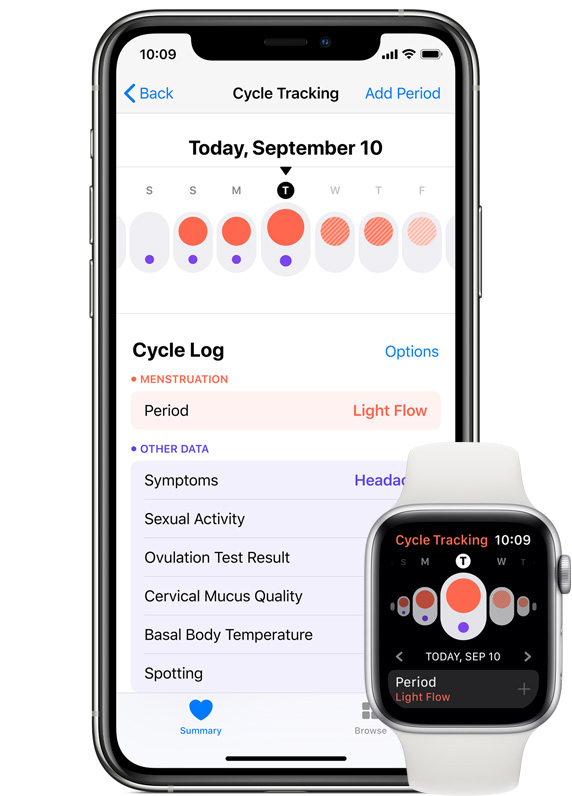 10:09
Back Cycle Tracking Add Period
Today, September 10
S S M T W T F
Cycle Log Options
MENSTRUATION
Period Light Flow
OTHER DATA
Symptoms
Sexual Activity
Ovulation Test Result
Cervical Mucus Quality
Basal Body Temperature
Spotting
Summary Browse
Cycle Tracking 10:09
S M T W T
TODAY, SEP 10
Period
Light Flow